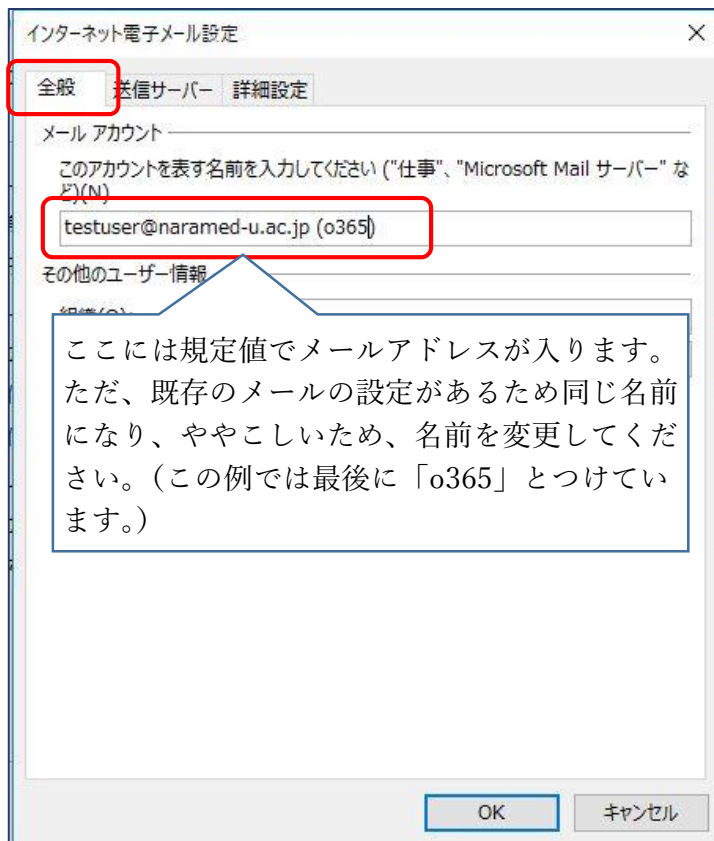 インターネット電子メール設定
全般 送信サーバー 詳細設定
メール アカウント
このアカウントを表す名前を入力してください ("仕事"、"Microsoft Mail サーバー" な
ど)(N)
testuser@naramed-u.ac.jp (o365)
その他のユーザー情報
ここには規定値でメールアドレスが入ります。
ただ、既存のメールの設定があるため同じ名前
になり、ややこしいため、名前を変更してくだ
さい。(この例では最後に「o365」とつけてい
ます。)
OK キャンセル